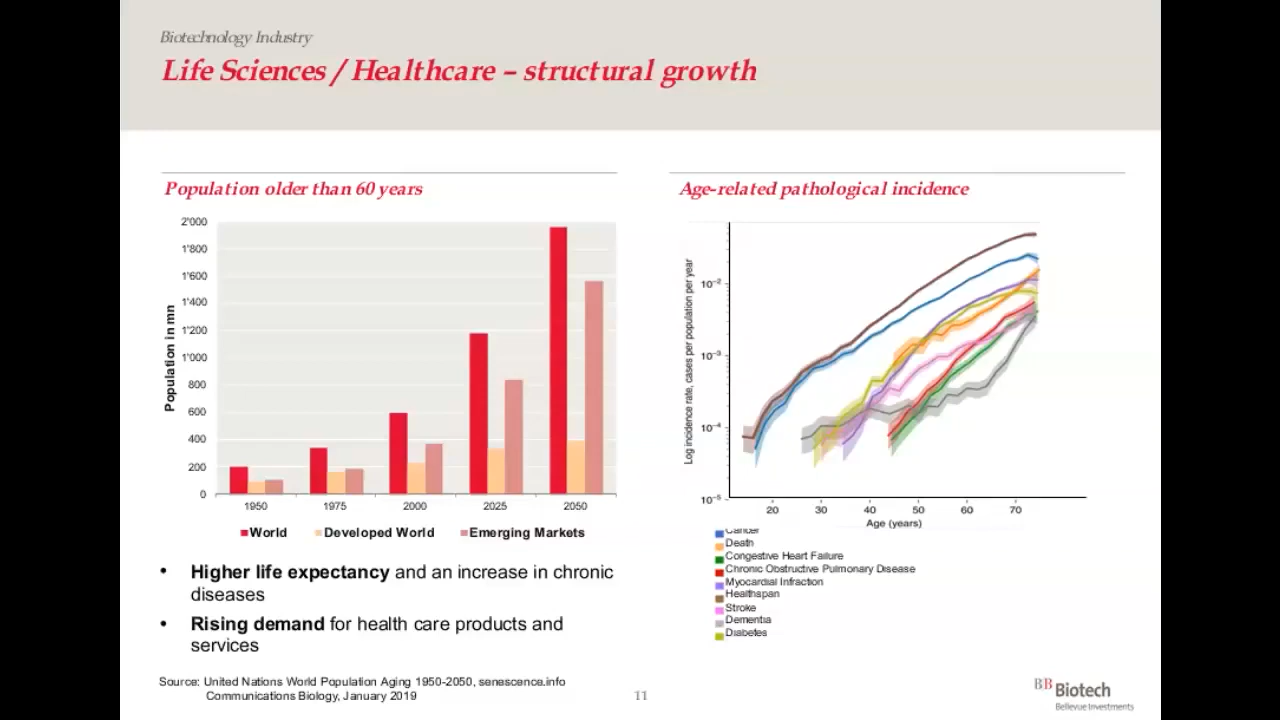 Biotechnology Industry
Life Sciences / Healthcare – structural growth
Population older than 60 years
2'000
1'800
1'600
1'400
1'200
1'000
800
600
400
200
0
Population in mn
1950 1975 2000 2025 2050
World Developed World Emerging Markets
• Higher life expectancy and an increase in chronic
diseases
• Rising demand for health care products and
services
Age-related pathological incidence
Log incidence rate, cases per population per year
10⁻²
10⁻³
10⁻⁴
10⁻⁵
20 30 40 50 60 70
Age (years)
Cancer
Death
Congestive Heart Failure
Chronic Obstructive Pulmonary Disease
Myocardial Infraction
Healthspan
Stroke
Dementia
Diabetes
Source: United Nations World Population Aging 1950-2050, senescence.info
Communications Biology, January 2019
11
BB Biotech
Bellevue Investments